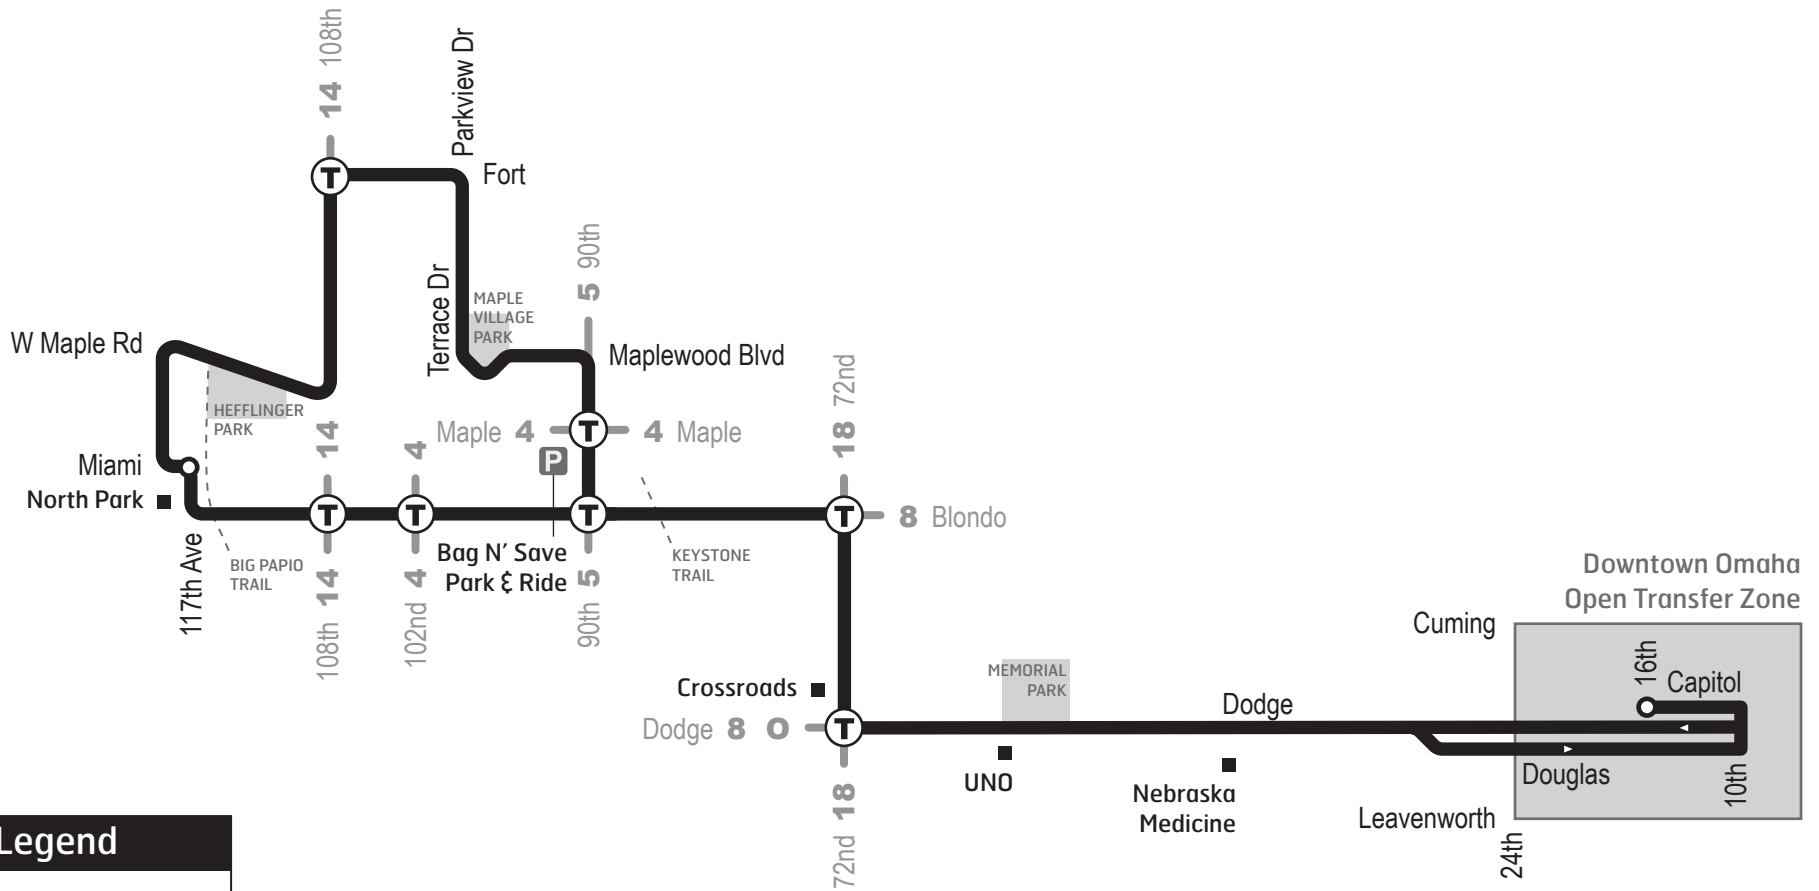 14 108th
Parkview Dr
Fort
5 90th
Terrace Dr
MAPLE
VILLAGE
PARK
W Maple Rd
Maplewood Blvd
18 72nd
HEFFLINGER
PARK
14
4
Maple 4
4 Maple
T
T
P
Miami
North Park
T
T
T
T
8 Blondo
117th Ave
BIG PAPIO
TRAIL
108th 14
102nd 4
Bag N' Save
Park & Ride
90th 5
KEYSTONE
TRAIL
Downtown Omaha
Open Transfer Zone
Cuming
16th
Capitol
Crossroads
MEMORIAL
PARK
Dodge 8 0
T
Dodge
UNO
Nebraska
Medicine
Douglas
10th
Leavenworth
24th
72nd 18
Legend